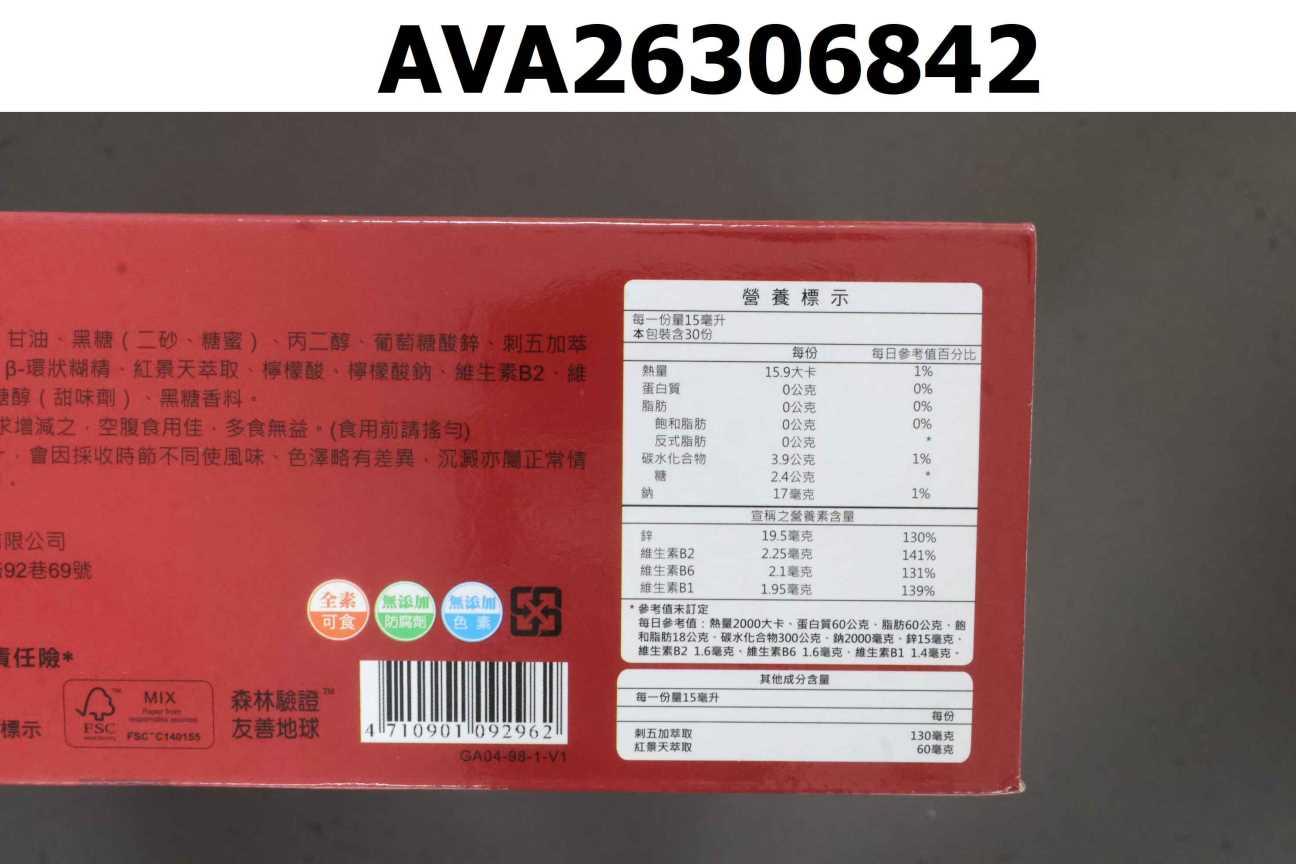 AVA26306842
甘油、黑糖(二砂、糖蜜)、丙二醇、葡萄糖酸鋅、刺五加萃
β-環狀糊精、紅景天萃取、檸檬酸、檸檬酸鈉、維生素B2、維
糖醇(甜味劑)、黑糖香料。
求增減之,空腹食用佳,多食無益。(食用前請搖勻)
會因採收時節不同使風味、色澤略有差異,沉澱亦屬正常情
限公司
92巷69號
全素
可食
無添加
防腐劑
無添加
色素
責任險*
標示
FSC
MIX
Paper from
responsible sources
FSC™C140155
森林驗證™
友善地球
4 710901 092962
GA04-98-1-V1
營養標示
每一份量15毫升
本包裝含30份
每份 每日參考值百分比
熱量 15.9大卡 1%
蛋白質 0公克 0%
脂肪 0公克 0%
飽和脂肪 0公克 0%
反式脂肪 0公克 *
碳水化合物 3.9公克 1%
糖 2.4公克 *
鈉 17毫克 1%
宣稱之營養素含量
鋅 19.5毫克 130%
維生素B2 2.25毫克 141%
維生素B6 2.1毫克 131%
維生素B1 1.95毫克 139%
* 參考值未訂定
每日參考值:熱量2000大卡、蛋白質60公克、脂肪60公克、飽
和脂肪18公克、碳水化合物300公克、鈉2000毫克、鋅15毫克、
維生素B2 1.6毫克、維生素B6 1.6毫克、維生素B1 1.4毫克。
其他成分含量
每一份量15毫升
每份
刺五加萃取 130毫克
紅景天萃取 60毫克